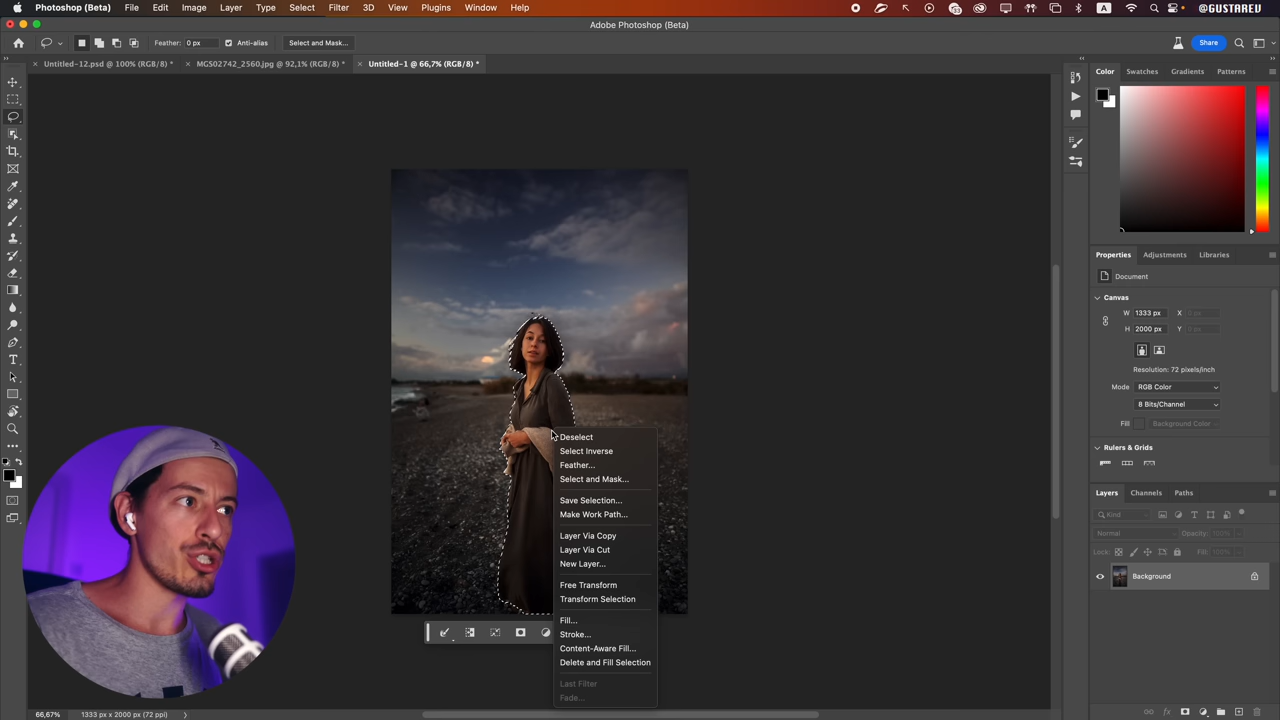 Photoshop (Beta) File Edit Image Layer Type Select Filter 3D View Plugins Window Help @GUSTAREV
Adobe Photoshop (Beta)
Feather: 0 px Anti-alias Select and Mask... Share
Untitled-12.psd @ 100% (RGB/8) * MG502742_2560.jpg @ 92,1% (RGB/8) * Untitled-1 @ 66,7% (RGB/8) *
Color Swatches Gradients Patterns
Properties Adjustments Libraries
Document
Canvas
W 1333 px X 0 px
H 2000 px Y 0 px
Resolution: 72 pixels/inch
Mode RGB Color
8 Bits/Channel
Fill Background Color
Rulers & Grids
Layers Channels Paths
Kind
Normal Opacity: 100%
Lock: Fill: 100%
Background
Deselect
Select Inverse
Feather...
Select and Mask...
Save Selection...
Make Work Path...
Layer Via Copy
Layer Via Cut
New Layer...
Free Transform
Transform Selection
Fill...
Stroke...
Content-Aware Fill...
Delete and Fill Selection
Last Filter
Fade...
66,67% 1333 px x 2000 px (72 ppi)